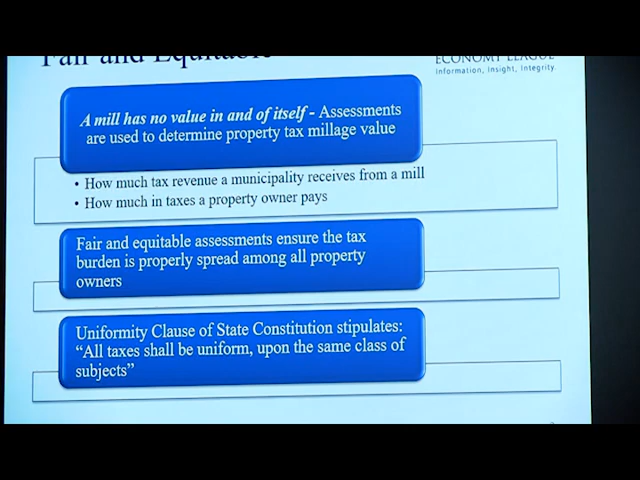 Fair and Equitable
ECONOMY LEAGUE
Information, Insight, Integrity.
A mill has no value in and of itself - Assessments
are used to determine property tax millage value
• How much tax revenue a municipality receives from a mill
• How much in taxes a property owner pays
Fair and equitable assessments ensure the tax
burden is properly spread among all property
owners
Uniformity Clause of State Constitution stipulates:
“All taxes shall be uniform, upon the same class of
subjects”